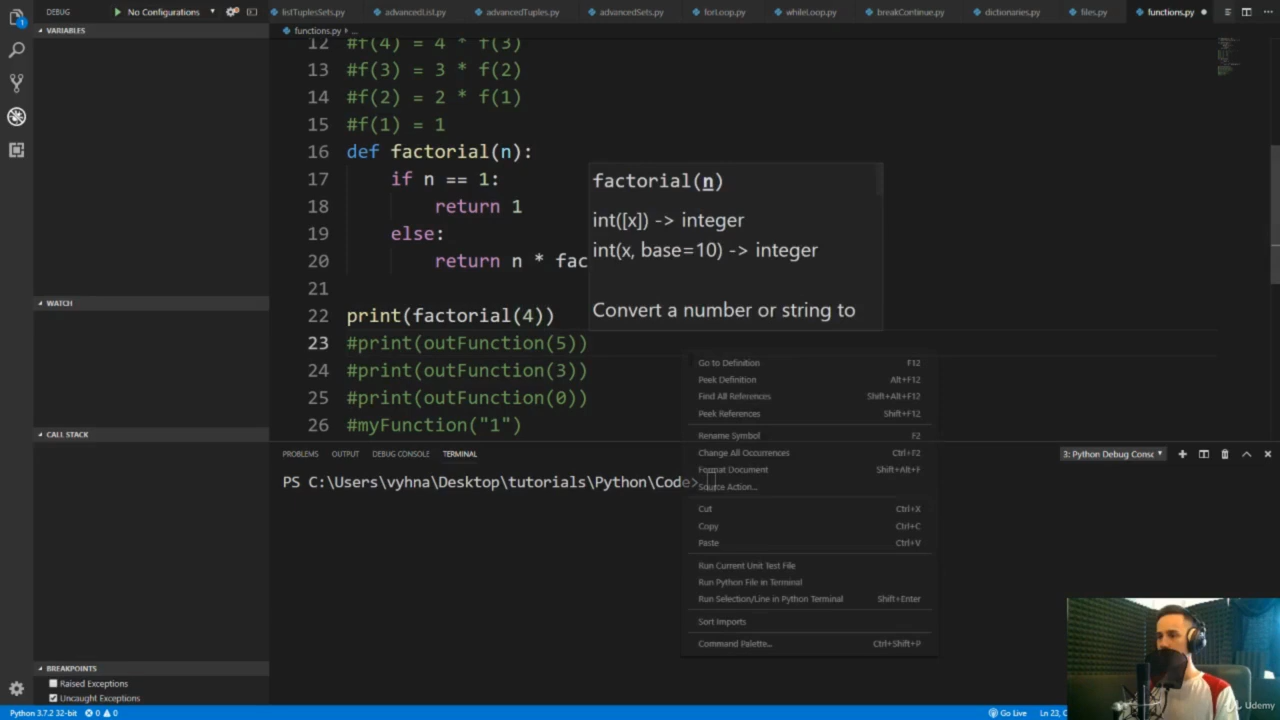 DEBUG
No Configurations
listTuplesSets.py
advancedList.py
advancedTuples.py
advancedSets.py
forLoop.py
whileLoop.py
breakContinue.py
dictionaries.py
files.py
functions.py
VARIABLES
functions.py > ...
12 #f(4) = 4 * f(3)
13 #f(3) = 3 * f(2)
14 #f(2) = 2 * f(1)
15 #f(1) = 1
16 def factorial(n):
17 if n == 1:
18 return 1
19 else:
20 return n * fac
21
22 print(factorial(4))
23 #print(outFunction(5))
24 #print(outFunction(3))
25 #print(outFunction(0))
26 #myFunction("1")
factorial(n)
int([x]) -> integer
int(x, base=10) -> integer
Convert a number or string to
WATCH
CALL STACK
Go to Definition F12
Peek Definition Alt+F12
Find All References Shift+Alt+F12
Peek References Shift+F12
Rename Symbol F2
Change All Occurrences Ctrl+F2
Format Document Shift+Alt+F
Source Action...
Cut Ctrl+X
Copy Ctrl+C
Paste Ctrl+V
Run Current Unit Test File
Run Python File in Terminal
Run Selection/Line in Python Terminal Shift+Enter
Sort Imports
Command Palette... Ctrl+Shift+P
PROBLEMS OUTPUT DEBUG CONSOLE TERMINAL
3: Python Debug Consc
PS C:\Users\vyhna\Desktop\tutorials\Python\Code>
BREAKPOINTS
Raised Exceptions
Uncaught Exceptions
Python 3.7.2 32-bit 0 0
Go Live
Ln 23, C
Udemy